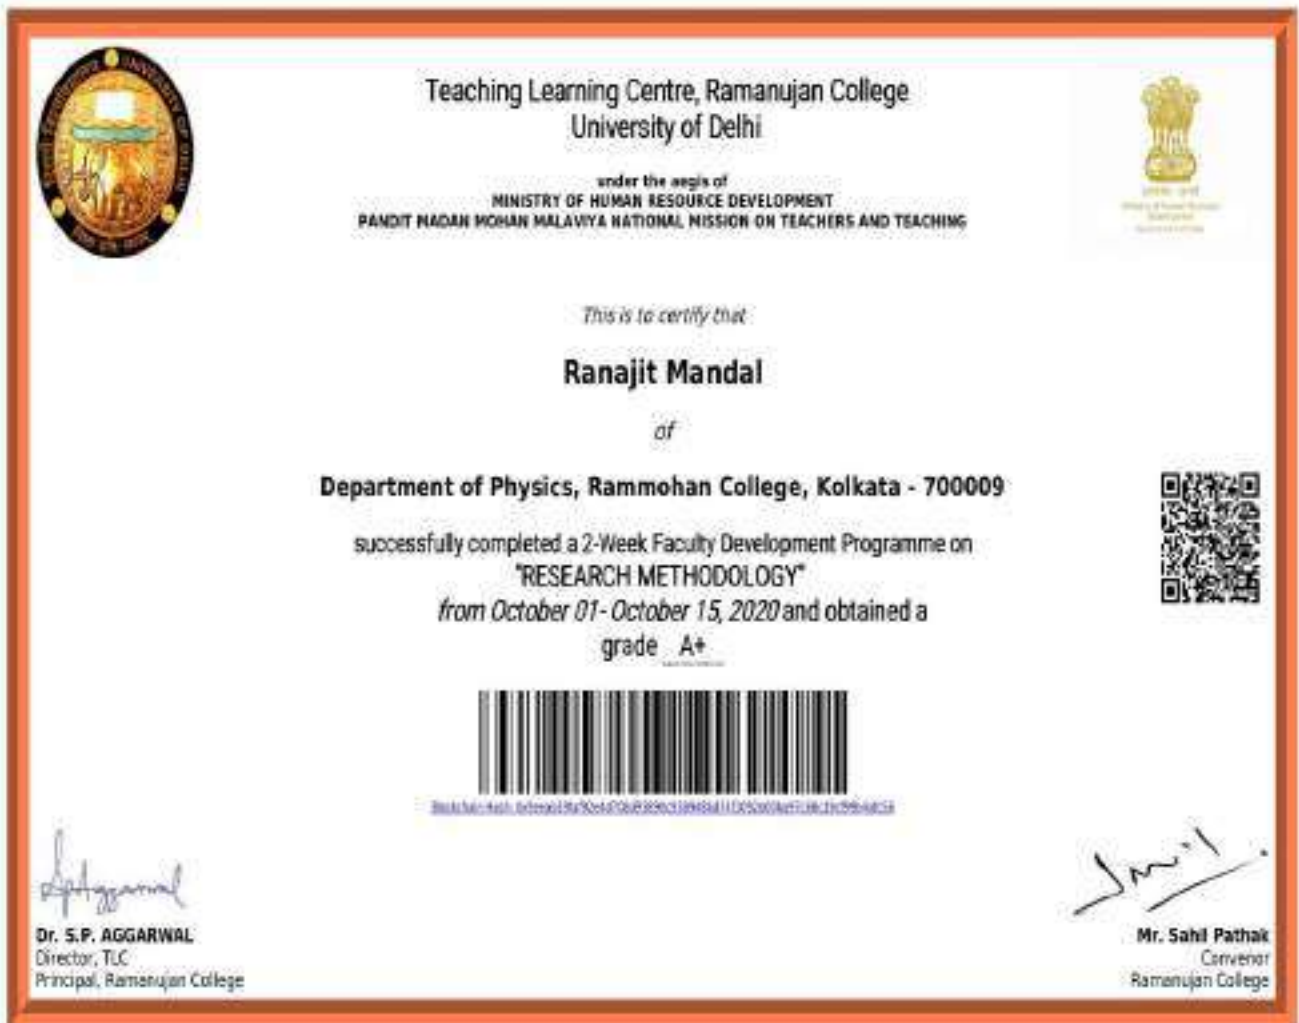 Teaching Learning Centre, Ramanujan College
University of Delhi
under the aegis of
MINISTRY OF HUMAN RESOURCE DEVELOPMENT
PANDIT MADAN MOHAN MALAVIYA NATIONAL MISSION ON TEACHERS AND TEACHING
This is to certify that
Ranajit Mandal
of
Department of Physics, Rammohan College, Kolkata - 700009
successfully completed a 2-Week Faculty Development Programme on
"RESEARCH METHODOLOGY"
from October 01- October 15, 2020 and obtained a
grade A+
Blockchain Hash
Dr. S.P. AGGARWAL
Director, TLC
Principal, Ramanujan College
Mr. Sahil Pathak
Convenor
Ramanujan College